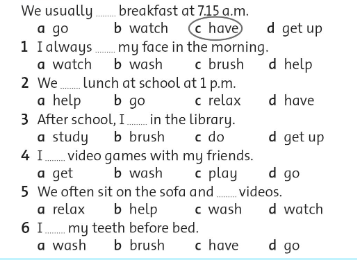 We usually ........ breakfast at 7.15 a.m.
a go b watch c have d get up
1 I always ........ my face in the morning.
a watch b wash c brush d help
2 We ........ lunch at school at 1 p.m.
a help b go c relax d have
3 After school, I ........ in the library.
a study b brush c do d get up
4 I ........ video games with my friends.
a get b wash c play d go
5 We often sit on the sofa and ........ videos.
a relax b help c wash d watch
6 I ........ my teeth before bed.
a wash b brush c have d go